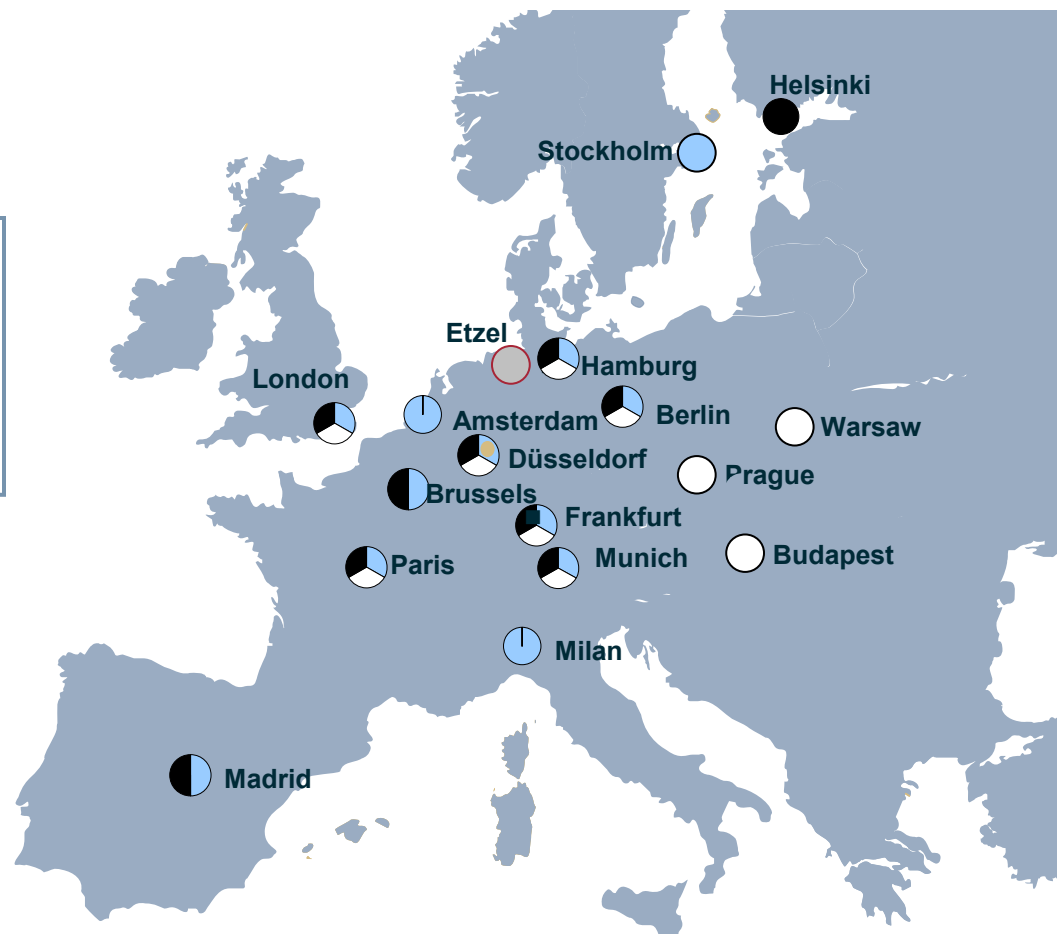 Helsinki
Stockholm
Etzel
Hamburg
London
Amsterdam
Berlin
Warsaw
Düsseldorf
Prague
Brussels
Frankfurt
Paris
Munich
Budapest
Milan
Madrid